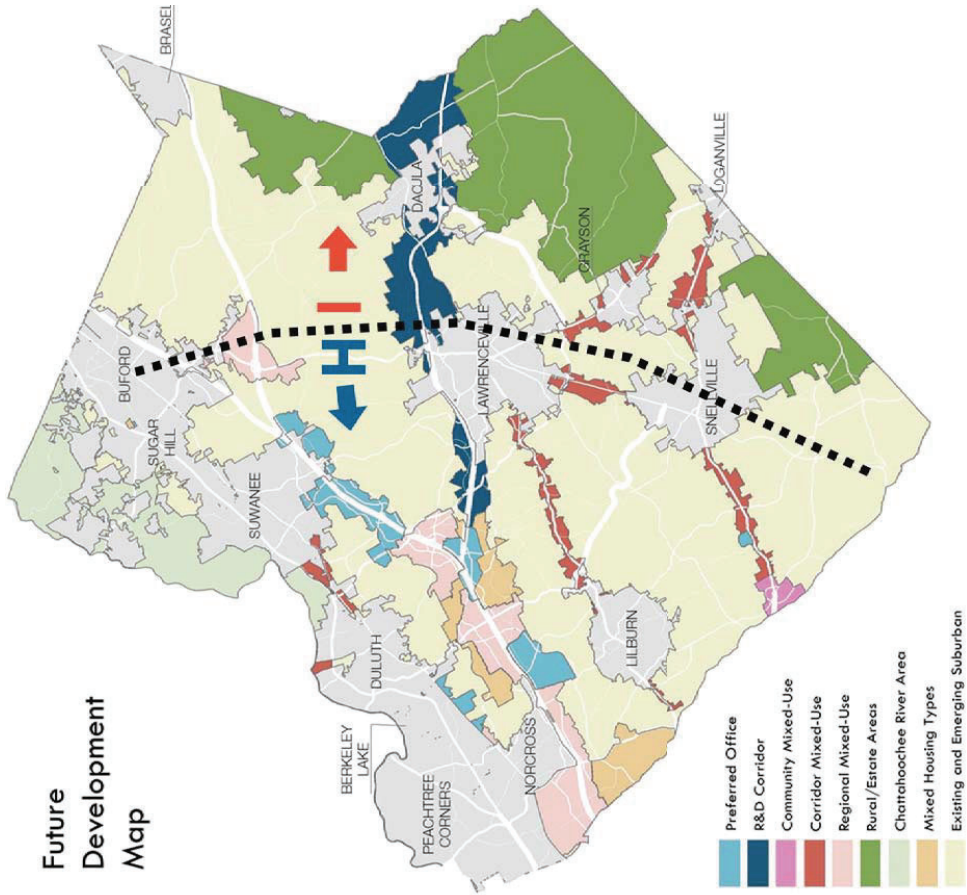 Future
Development
Map
BRASEL
BUFORD
SUGAR
HILL
SUWANEE
DACULA
DULUTH
BERKELEY
LAKE
PEACHTREE
CORNERS
NORCROSS
LAWRENCEVILLE
GRAYSON
LOGANVILLE
SNELLVILLE
LILBURN
Preferred Office
R&D Corridor
Community Mixed-Use
Corridor Mixed-Use
Regional Mixed-Use
Rural/Estate Areas
Chattahoochee River Area
Mixed Housing Types
Existing and Emerging Suburban